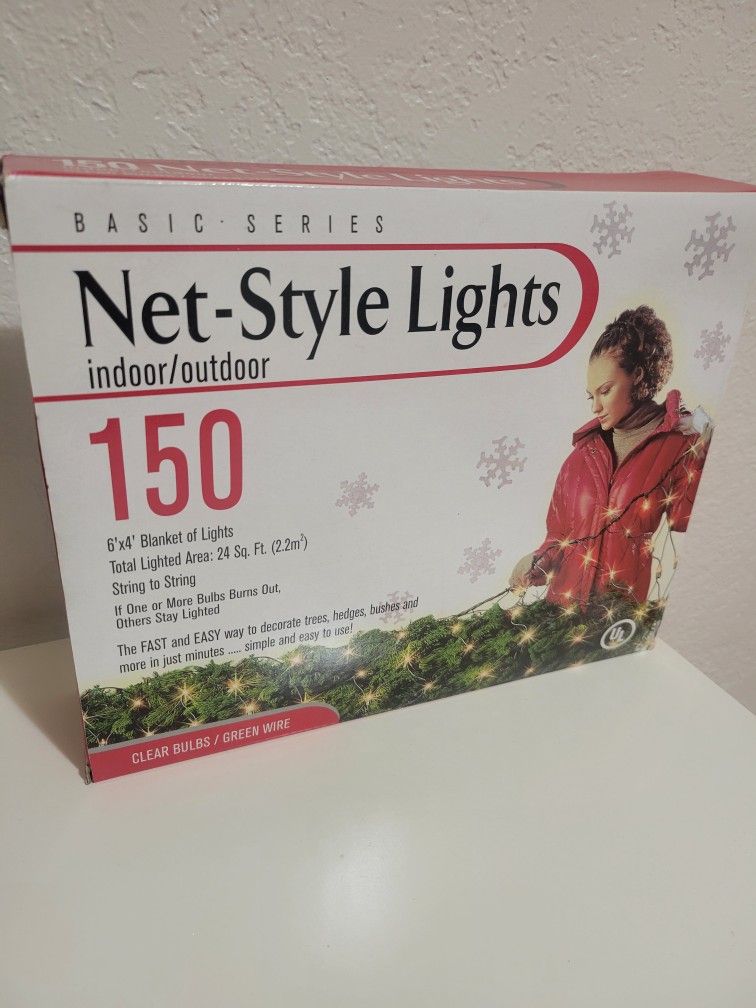 150 Net-Style Lights
BASIC · SERIES
Net-Style Lights
indoor/outdoor
150
6'x4' Blanket of Lights
Total Lighted Area: 24 Sq. Ft. (2.2m²)
String to String
If One or More Bulbs Burns Out,
Others Stay Lighted
The FAST and EASY way to decorate trees, hedges, bushes and
more in just minutes ..... simple and easy to use!
UL
CLEAR BULBS / GREEN WIRE